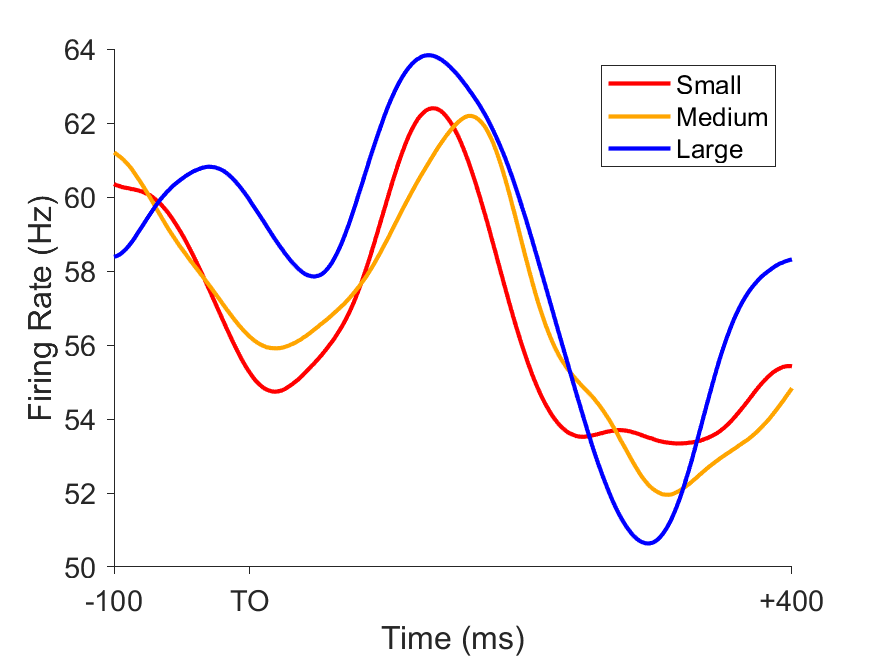 64
62
60
58
56
54
52
50
Firing Rate (Hz)
Small
Medium
Large
-100 TO +400
Time (ms)